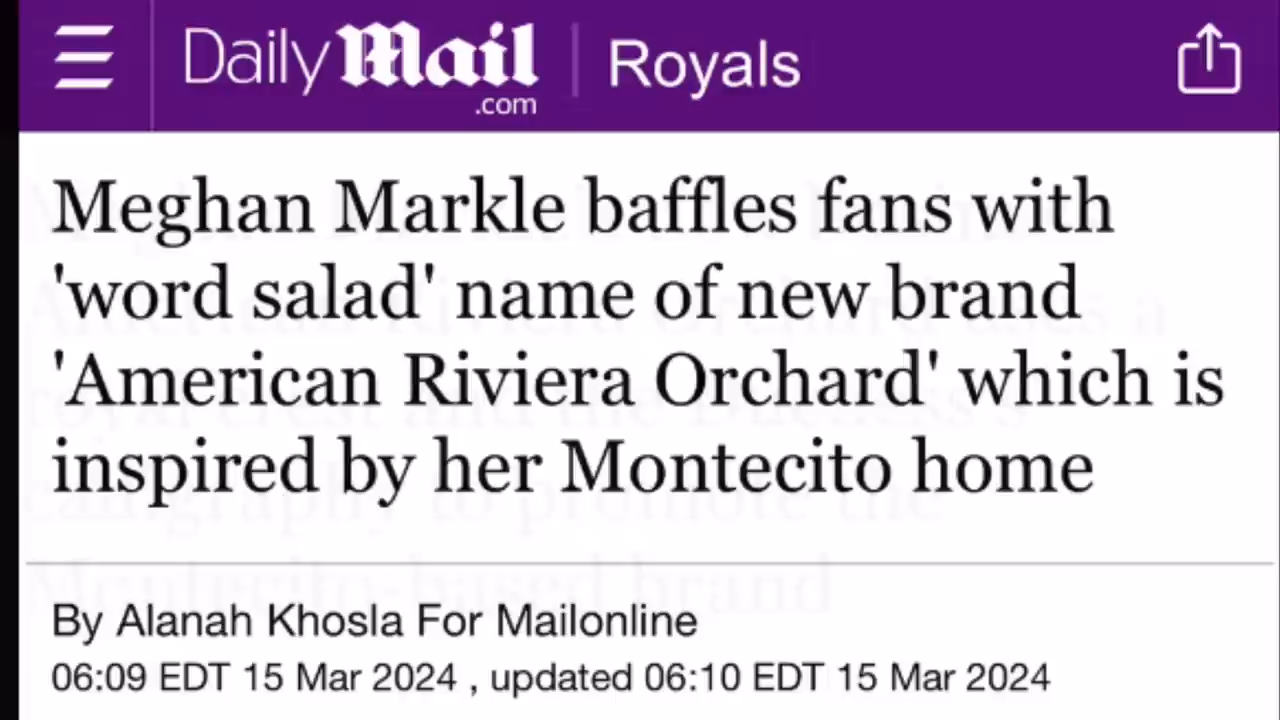 Daily Mail | Royals
.com
Meghan Markle baffles fans with
'word salad' name of new brand
'American Riviera Orchard' which is
inspired by her Montecito home
By Alanah Khosla For Mailonline
06:09 EDT 15 Mar 2024 , updated 06:10 EDT 15 Mar 2024